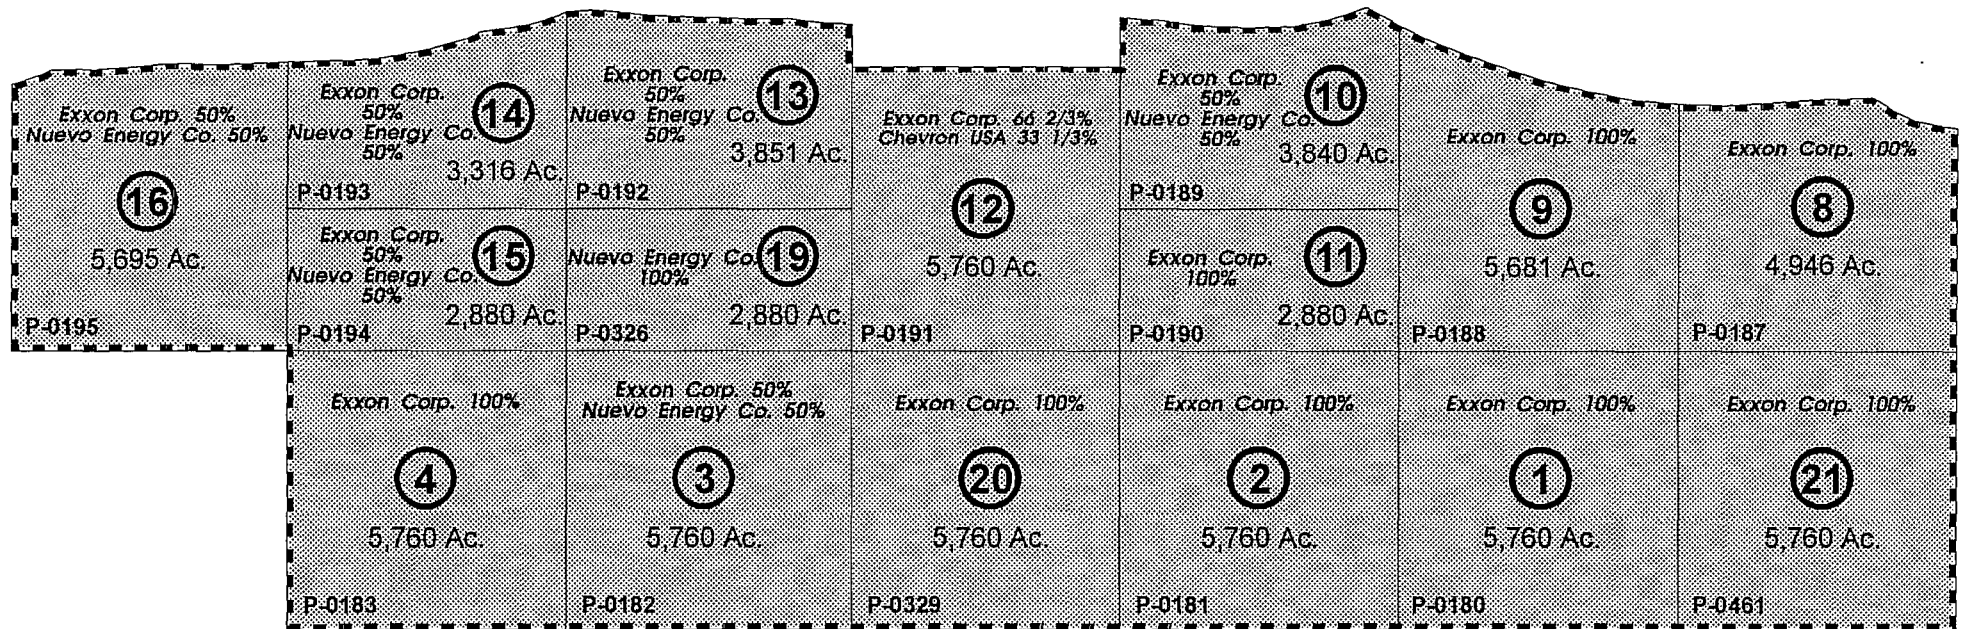 Exxon Corp. 50%
Nuevo Energy Co. 50%
16
5,695 Ac.
P-0195
Exxon Corp.
50%
Nuevo Energy Co.
50%
14
3,316 Ac.
P-0193
Exxon Corp.
50%
Nuevo Energy Co.
50%
13
3,851 Ac.
P-0192
Exxon Corp. 66 2/3%
Chevron USA 33 1/3%
12
5,760 Ac.
P-0191
Exxon Corp.
50%
Nuevo Energy Co.
50%
10
3,840 Ac.
P-0189
Exxon Corp. 100%
9
5,681 Ac.
P-0188
Exxon Corp. 100%
8
4,946 Ac.
P-0187
Exxon Corp.
50%
Nuevo Energy Co.
50%
15
2,880 Ac.
P-0194
Nuevo Energy Co.
100%
19
2,880 Ac.
P-0326
Exxon Corp.
100%
11
2,880 Ac.
P-0190
Exxon Corp. 100%
4
5,760 Ac.
P-0183
Exxon Corp. 50%
Nuevo Energy Co. 50%
3
5,760 Ac.
P-0182
Exxon Corp. 100%
20
5,760 Ac.
P-0329
Exxon Corp. 100%
2
5,760 Ac.
P-0181
Exxon Corp. 100%
1
5,760 Ac.
P-0180
Exxon Corp. 100%
21
5,760 Ac.
P-0461